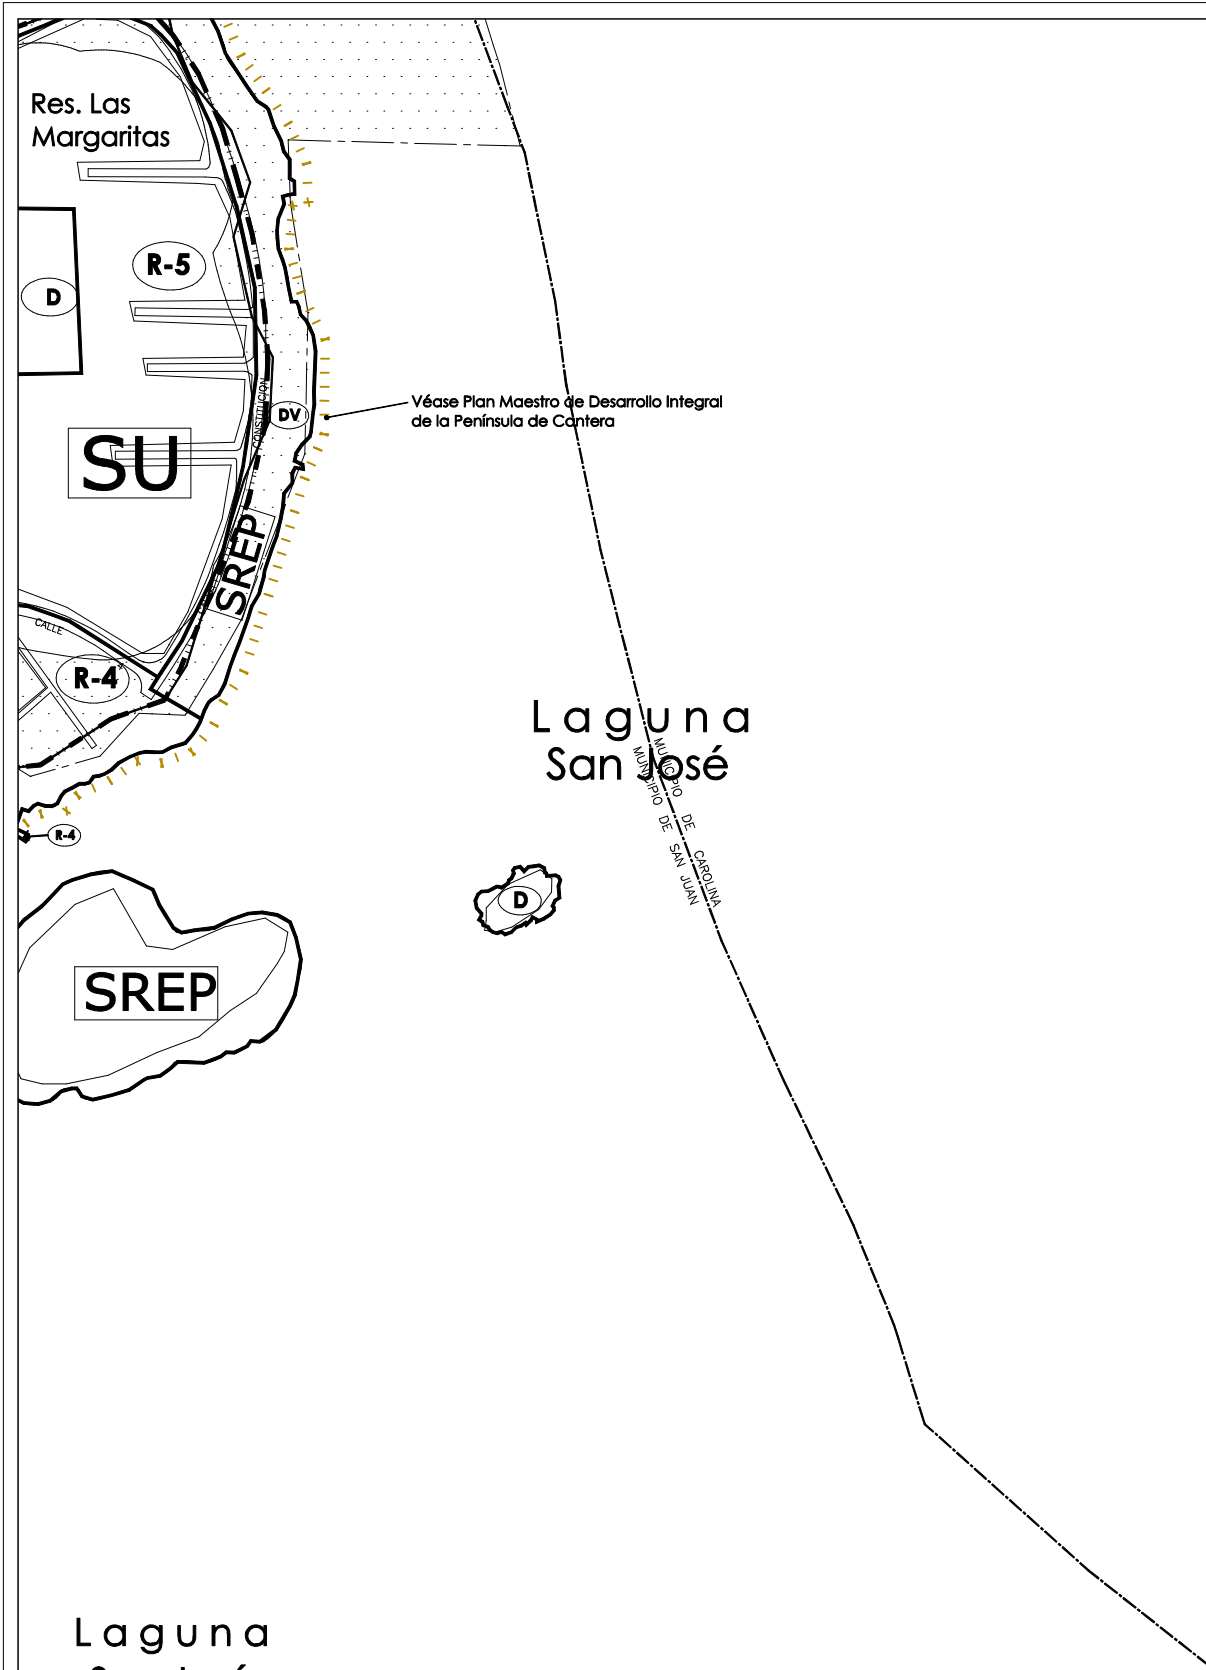 Res. Las
Margaritas
R-5
D
CONSTITUCION
DV
Véase Plan Maestro de Desarrollo Integral
de la Península de Cantera
SU
SREP
CALLE
R-4
Laguna
San José
MUNICIPIO DE CAROLINA
MUNICIPIO DE SAN JUAN
R-4
D
SREP
Laguna